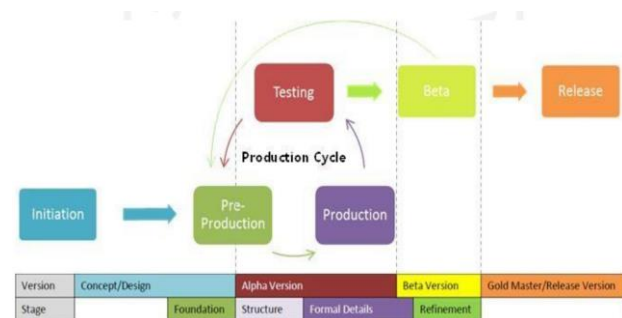 Testing
Beta
Release
Production Cycle
Initiation
Pre-
Production
Production
Version
Concept/Design
Alpha Version
Beta Version
Gold Master/Release Version
Stage
Foundation
Structure
Formal Details
Refinement